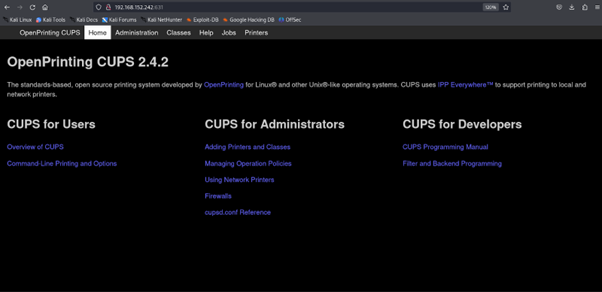 192.168.152.242:631
120%
Kali Linux Kali Tools Kali Docs Kali Forums Kali NetHunter Exploit-DB Google Hacking DB OffSec
OpenPrinting CUPS Home Administration Classes Help Jobs Printers
OpenPrinting CUPS 2.4.2
The standards-based, open source printing system developed by OpenPrinting for Linux® and other Unix®-like operating systems. CUPS uses IPP Everywhere™ to support printing to local and
network printers.
CUPS for Users
Overview of CUPS
Command-Line Printing and Options
CUPS for Administrators
Adding Printers and Classes
Managing Operation Policies
Using Network Printers
Firewalls
cupsd.conf Reference
CUPS for Developers
CUPS Programming Manual
Filter and Backend Programming